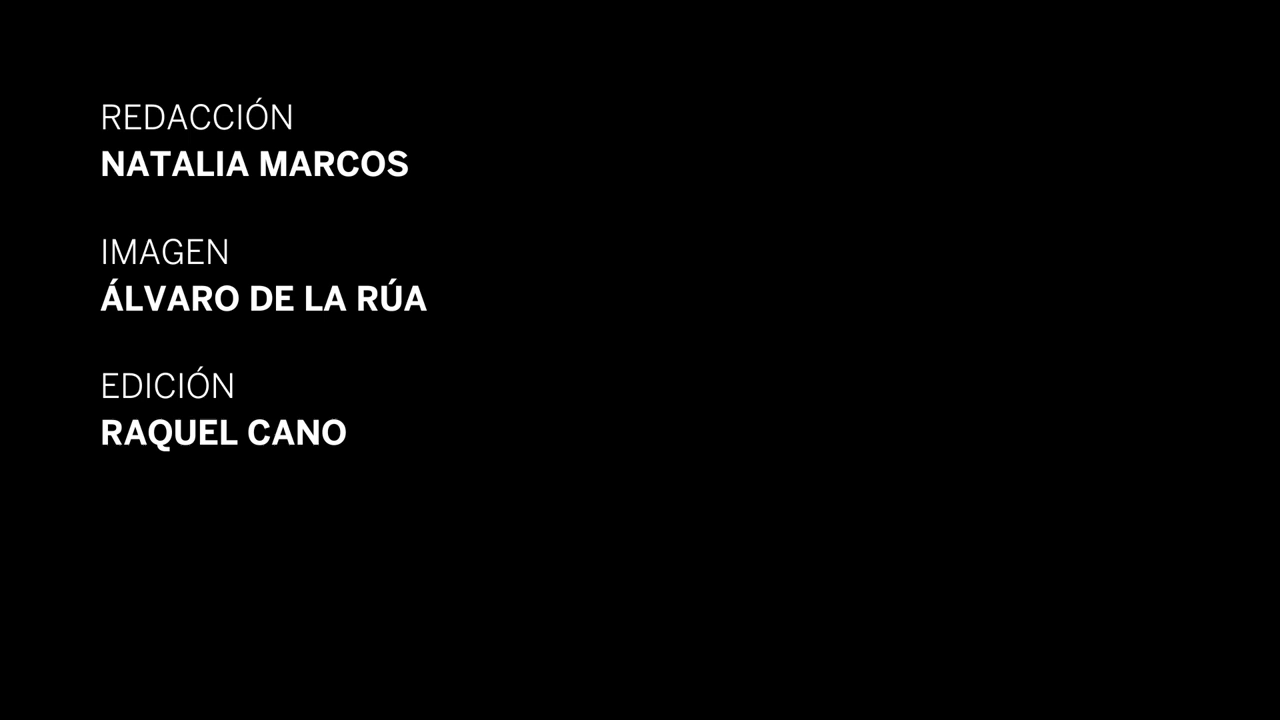 REDACCIÓN
NATALIA MARCOS
IMAGEN
ÁLVARO DE LA RÚA
EDICIÓN
RAQUEL CANO